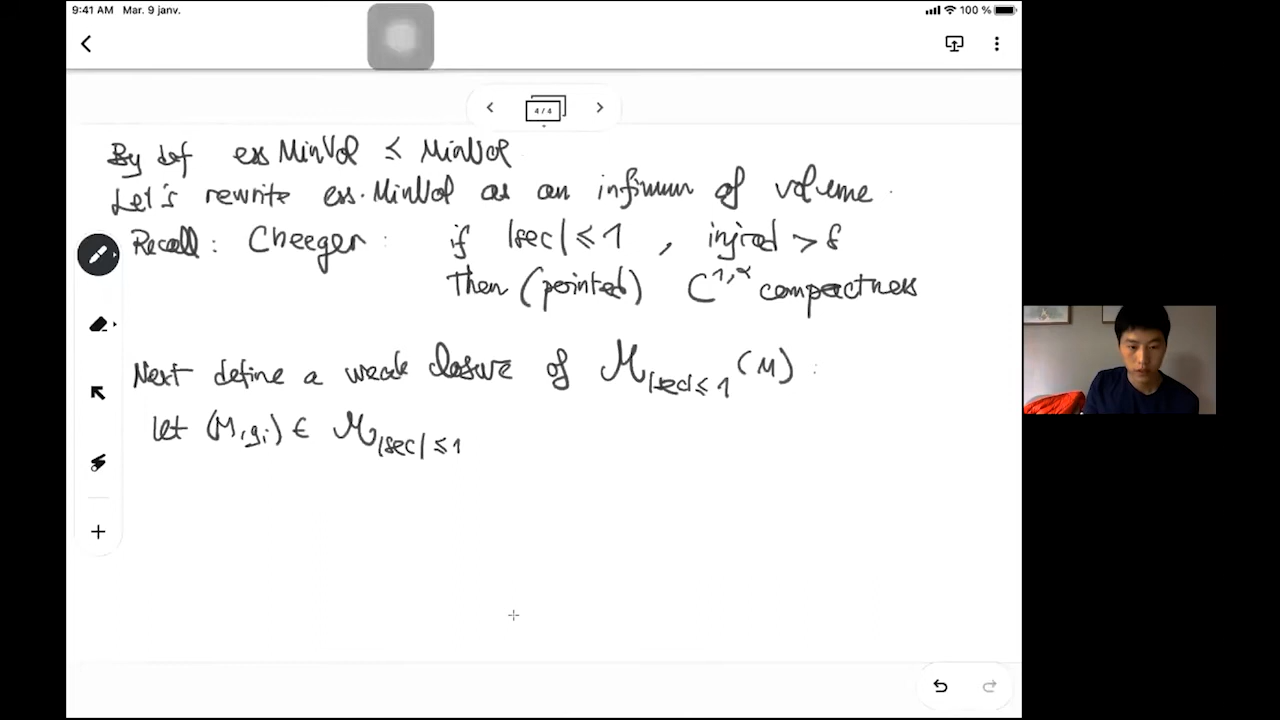 9:41 AM Mar. 9 janv.
100 %
4/4
By def ess MinVol ≤ MinVol
Let's rewrite ess.MinVol as an infimum of volume.
Recall: Cheeger: if |sec| ≤ 1, injrad > δ
then (pointed) C^{1,α} compactness
Next define a weak closure of M_{|sec|≤1}(M):
let (M,g_i) ∈ M_{|sec|≤1}